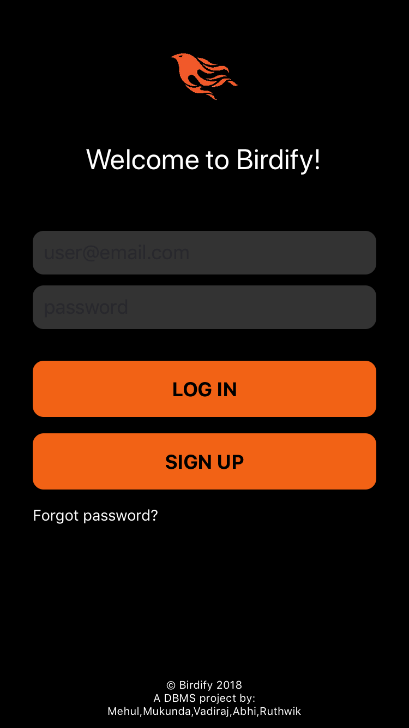 Welcome to Birdify!
user@email.com
password
LOG IN
SIGN UP
Forgot password?
© Birdify 2018
A DBMS project by:
Mehul,Mukunda,Vadiraj,Abhi,Ruthwik